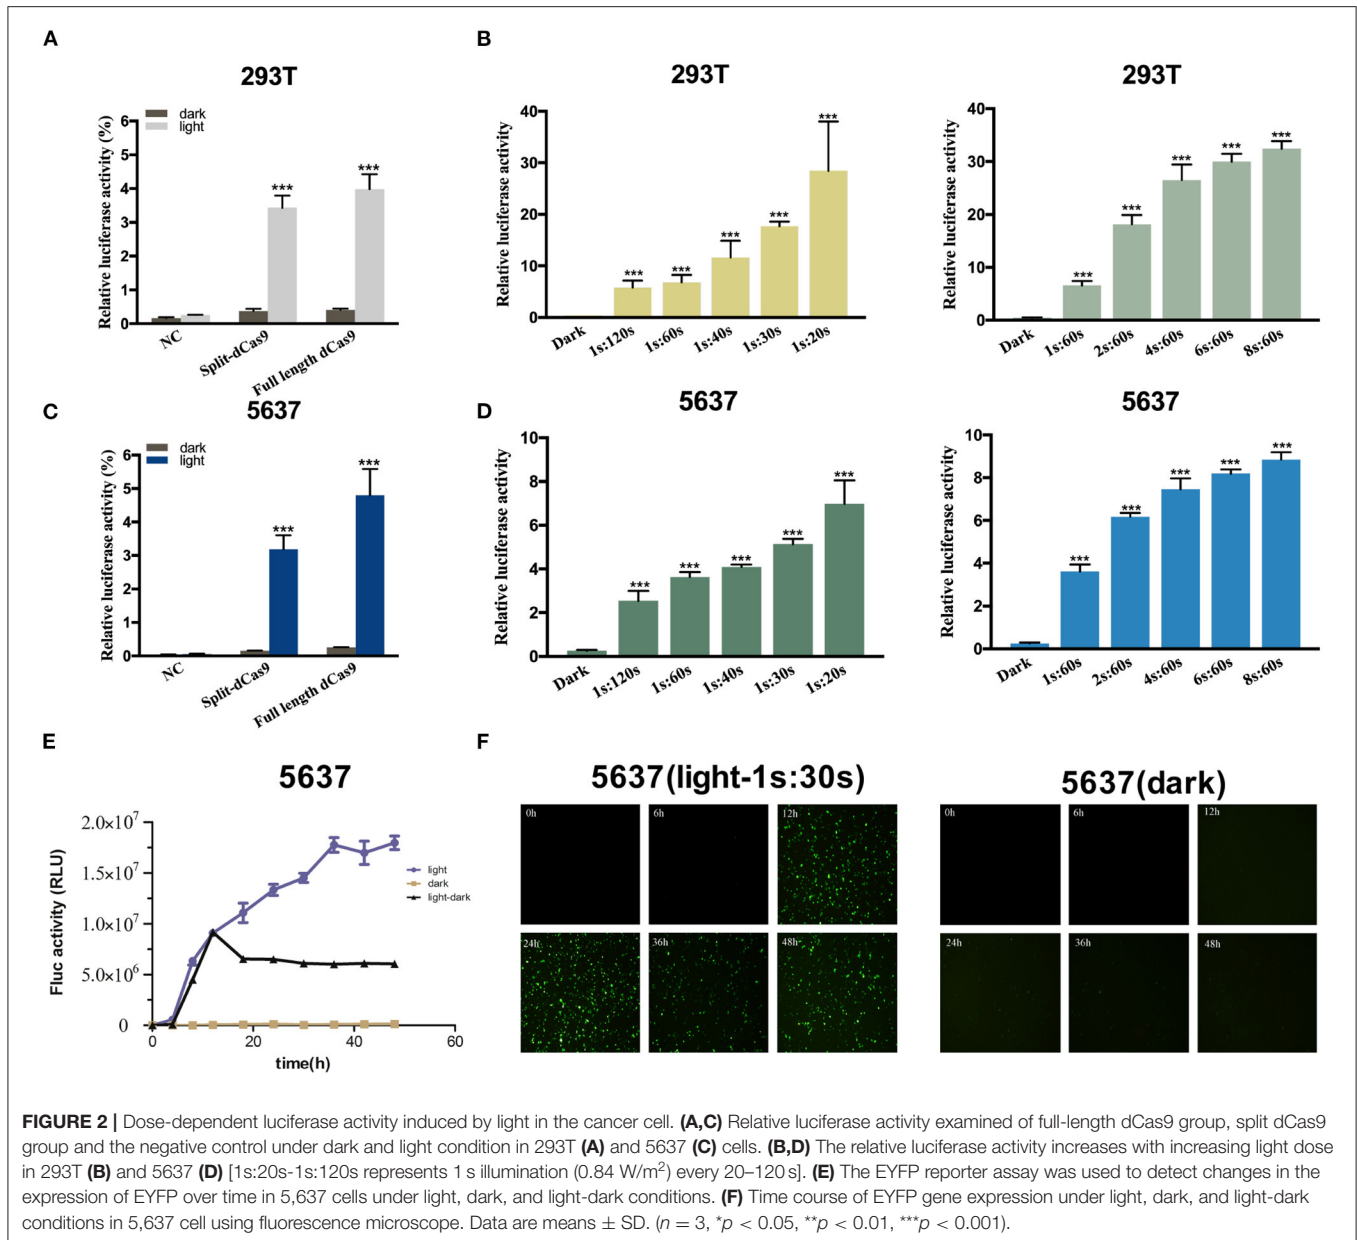 A
293T
dark
light
Relative luciferase activity (%)
6
5
4
3
2
1
0
NC
Split-dCas9
Full length dCas9
B
293T
Relative luciferase activity
40
30
20
10
0
Dark
1s:120s
1s:60s
1s:40s
1s:30s
1s:20s
***
***
***
***
***
***
***
293T
Relative luciferase activity
40
30
20
10
0
Dark
1s:60s
2s:60s
4s:60s
6s:60s
8s:60s
***
***
***
***
***
C
5637
dark
light
Relative luciferase activity (%)
6
5
4
3
2
1
0
NC
Split-dCas9
Full length dCas9
***
***
D
5637
Relative luciferase activity
10
8
6
4
2
0
Dark
1s:120s
1s:60s
1s:40s
1s:30s
1s:20s
***
***
***
***
***
5637
Relative luciferase activity
10
8
6
4
2
0
Dark
1s:60s
2s:60s
4s:60s
6s:60s
8s:60s
***
***
***
***
***
E
5637
Fluc activity (RLU)
2.0×10⁷
1.5×10⁷
1.0×10⁷
5.0×10⁶
0
0 20 40 60
time(h)
light
dark
light-dark
F
5637(light-1s:30s)
0h 6h 12h
24h 36h 48h
5637(dark)
0h 6h 12h
24h 36h 48h
FIGURE 2 | Dose-dependent luciferase activity induced by light in the cancer cell. (A,C) Relative luciferase activity examined of full-length dCas9 group, split dCas9
group and the negative control under dark and light condition in 293T (A) and 5637 (C) cells. (B,D) The relative luciferase activity increases with increasing light dose
in 293T (B) and 5637 (D) [1s:20s-1s:120s represents 1 s illumination (0.84 W/m²) every 20–120 s]. (E) The EYFP reporter assay was used to detect changes in the
expression of EYFP over time in 5,637 cells under light, dark, and light-dark conditions. (F) Time course of EYFP gene expression under light, dark, and light-dark
conditions in 5,637 cell using fluorescence microscope. Data are means ± SD. (n = 3, *p < 0.05, **p < 0.01, ***p < 0.001).